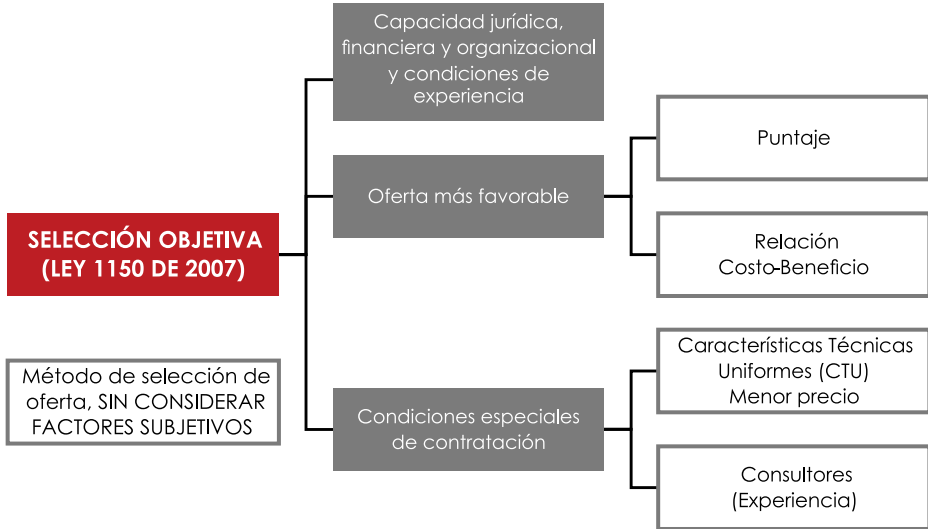 Capacidad jurídica,
financiera y organizacional
y condiciones de
experiencia
Puntaje
Oferta más favorable
SELECCIÓN OBJETIVA
(LEY 1150 DE 2007)
Relación
Costo-Beneficio
Método de selección de
oferta, SIN CONSIDERAR
FACTORES SUBJETIVOS
Condiciones especiales
de contratación
Características Técnicas
Uniformes (CTU)
Menor precio
Consultores
(Experiencia)